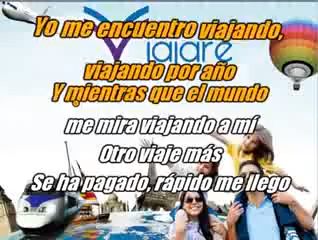 Viajare
Yo me encuentro viajando,
viajando por año
Y mientras que el mundo
me mira viajando a mí
Otro viaje más
Se ha pagado, rápido me llego